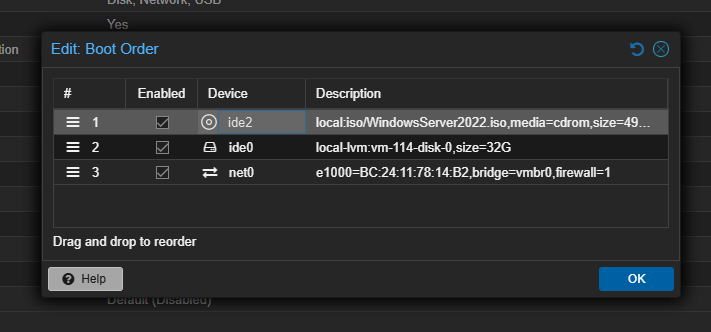 Disk, Network, USB
Yes
tion
Edit: Boot Order
# Enabled Device Description
1 ide2 local:iso/WindowsServer2022.iso,media=cdrom,size=49...
2 ide0 local-lvm:vm-114-disk-0,size=32G
3 net0 e1000=BC:24:11:78:14:B2,bridge=vmbr0,firewall=1
Drag and drop to reorder
Help OK
Default (Disabled)